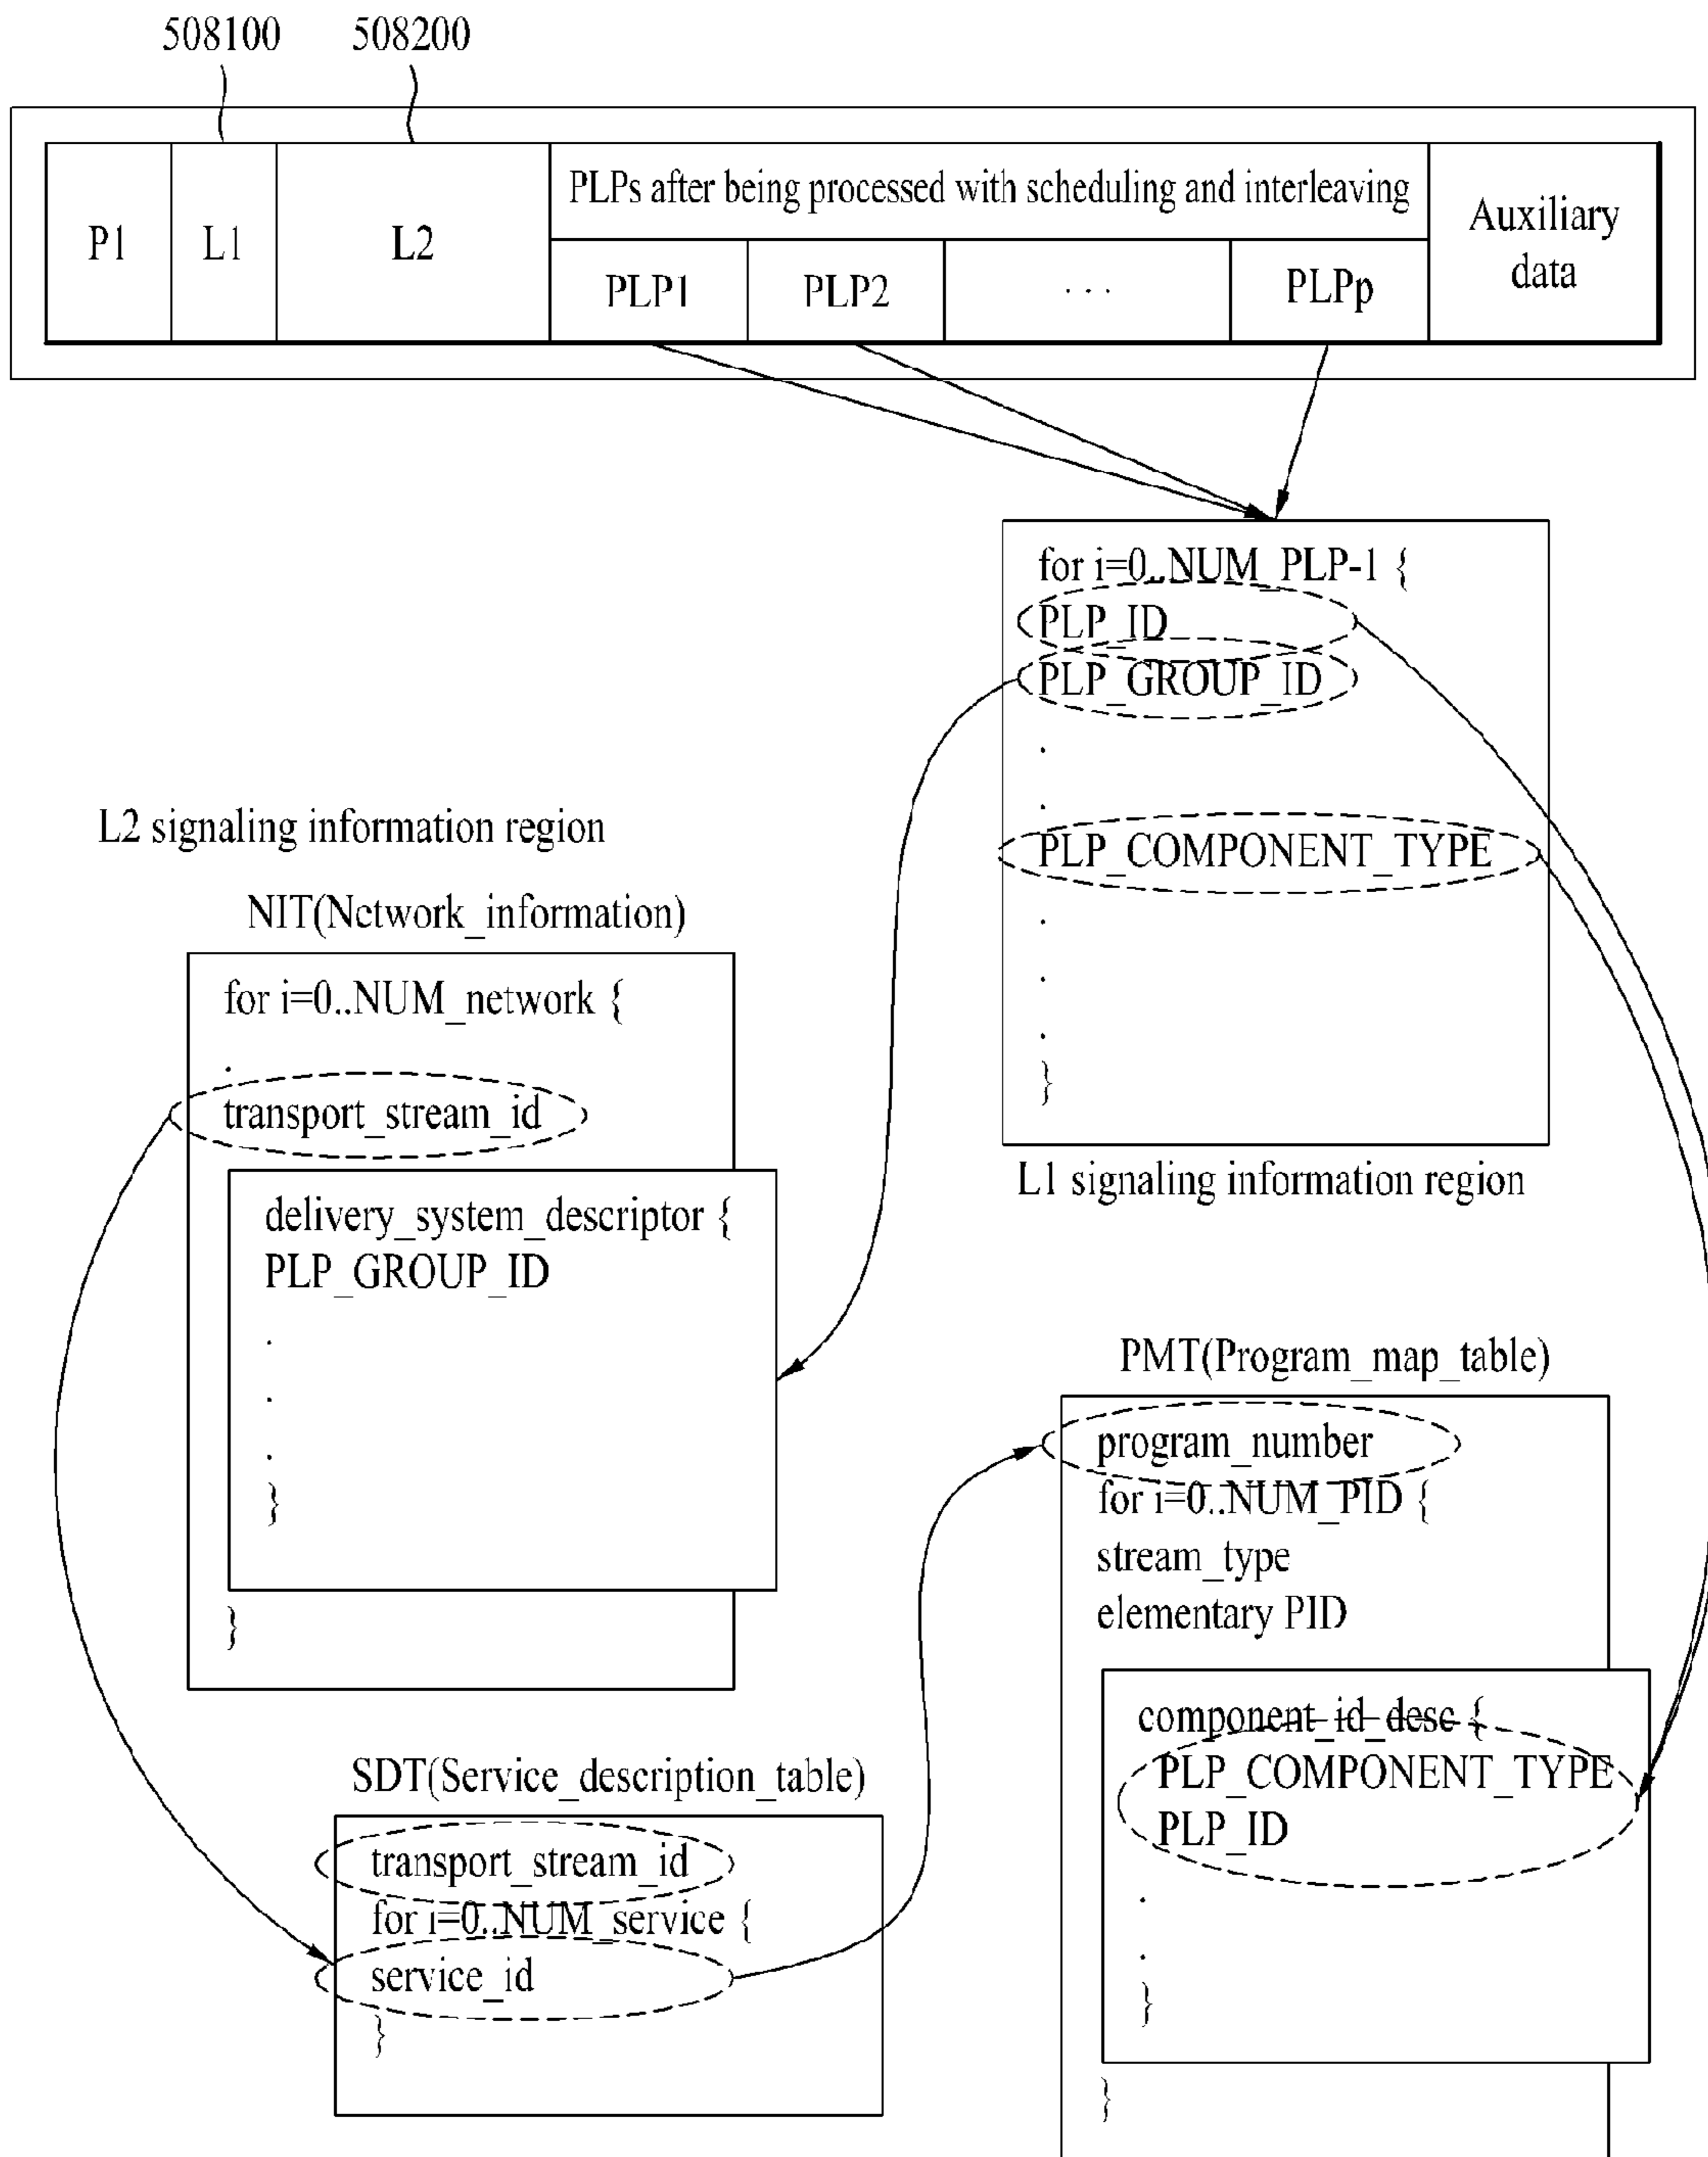 508100 508200
P1 L1 L2
PLPs after being processed with scheduling and interleaving
PLP1 PLP2 . . . PLPp
Auxiliary
data
for i=0..NUM_PLP-1 {
PLP_ID
PLP_GROUP_ID
.
.
PLP_COMPONENT_TYPE
.
.
.
}
L1 signaling information region
L2 signaling information region
NIT(Network_information)
for i=0..NUM_network {
.
transport_stream_id
delivery_system_descriptor {
PLP_GROUP_ID
.
.
.
}
}
SDT(Service_description_table)
transport_stream_id
for i=0..NUM_service {
service_id
}
PMT(Program_map_table)
program_number
for i=0..NUM_PID {
stream_type
elementary PID
component_id_desc {
PLP_COMPONENT_TYPE
PLP_ID
.
.
}
}